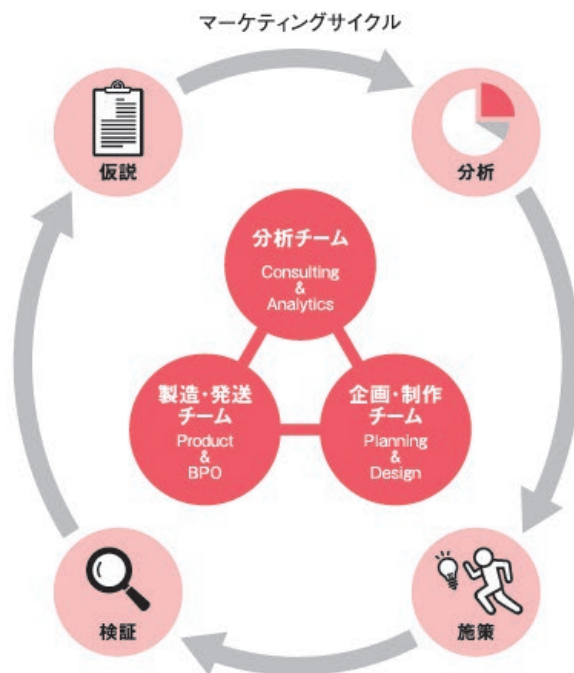 マーケティングサイクル
仮説
分析
分析チーム
Consulting
&
Analytics
製造・発送
チーム
Product
&
BPO
企画・制作
チーム
Planning
&
Design
検証
施策